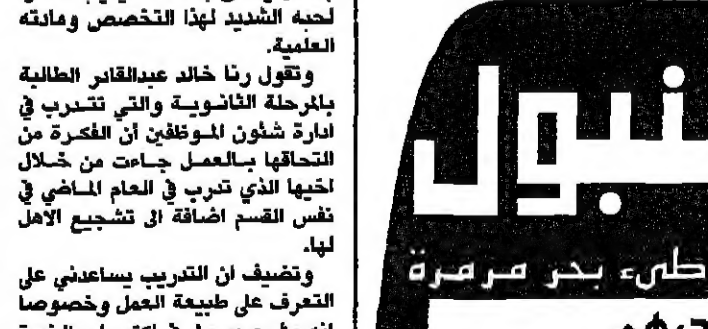 لحبه الشديد لهذا التخصص ومادته
العلمية.
وتقول رنا خالد عبدالقادر الطالبة
بالمرحلة الثانوية والتي تتدرب في
ادارة شئون الموظفين أن الفكرة من
التحاقها بالعمل جاءت من خلال
اخيها الذي تدرب في العام الماضي في
نفس القسم اضافة الى تشجيع الاهل
لها.
وتضيف ان التدريب يساعدني على
التعرف على طبيعة العمل وخصوصا
نبول
طىء بحر مرمرة